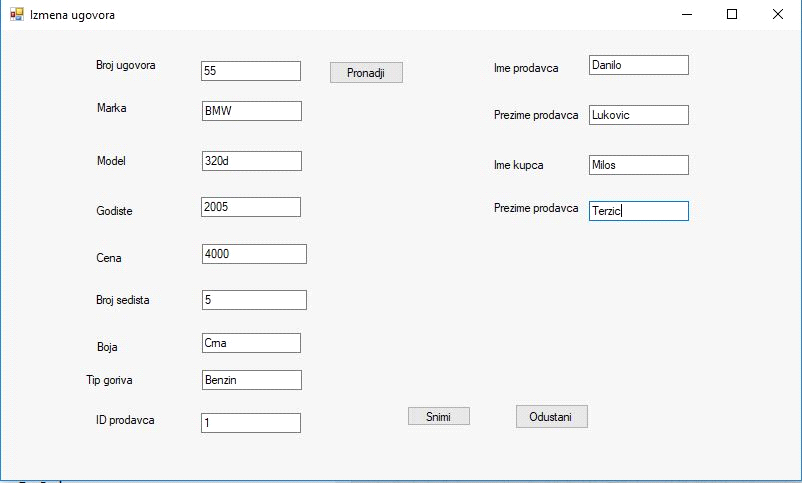 Izmena ugovora
Broj ugovora 55 Pronadji
Marka BMW
Model 320d
Godiste 2005
Cena 4000
Broj sedista 5
Boja Crna
Tip goriva Benzin
ID prodavca 1
Ime prodavca Danilo
Prezime prodavca Lukovic
Ime kupca Milos
Prezime prodavca Terzic
Snimi Odustani